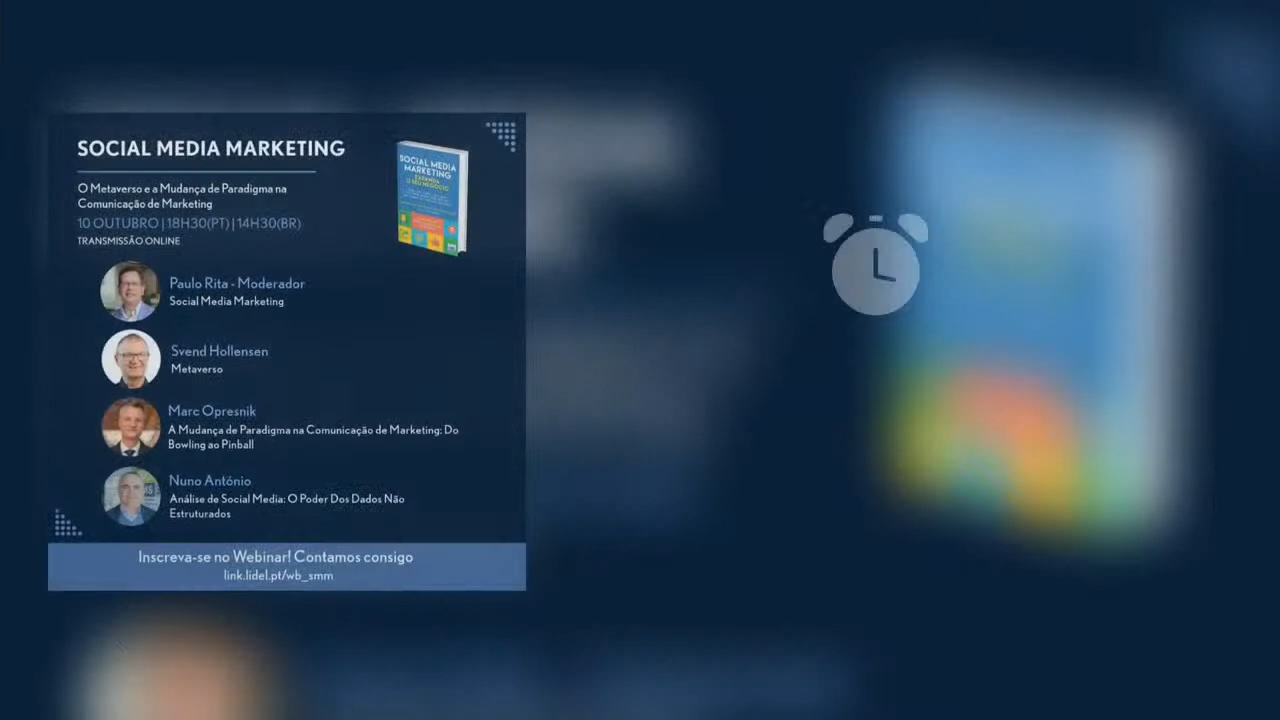 SOCIAL MEDIA MARKETING
O Metaverso e a Mudança de Paradigma na
Comunicação de Marketing
10 OUTUBRO | 18H30(PT) | 14H30(BR)
TRANSMISSÃO ONLINE
SOCIAL MEDIA
MARKETING
EXPANDA
O SEU NEGÓCIO
Paulo Rita - Moderador
Social Media Marketing
Svend Hollensen
Metaverso
Marc Opresnik
A Mudança de Paradigma na Comunicação de Marketing: Do
Bowling ao Pinball
Nuno António
Análise de Social Media: O Poder Dos Dados Não
Estruturados
Inscreva-se no Webinar! Contamos consigo
link.lidel.pt/wb_smm